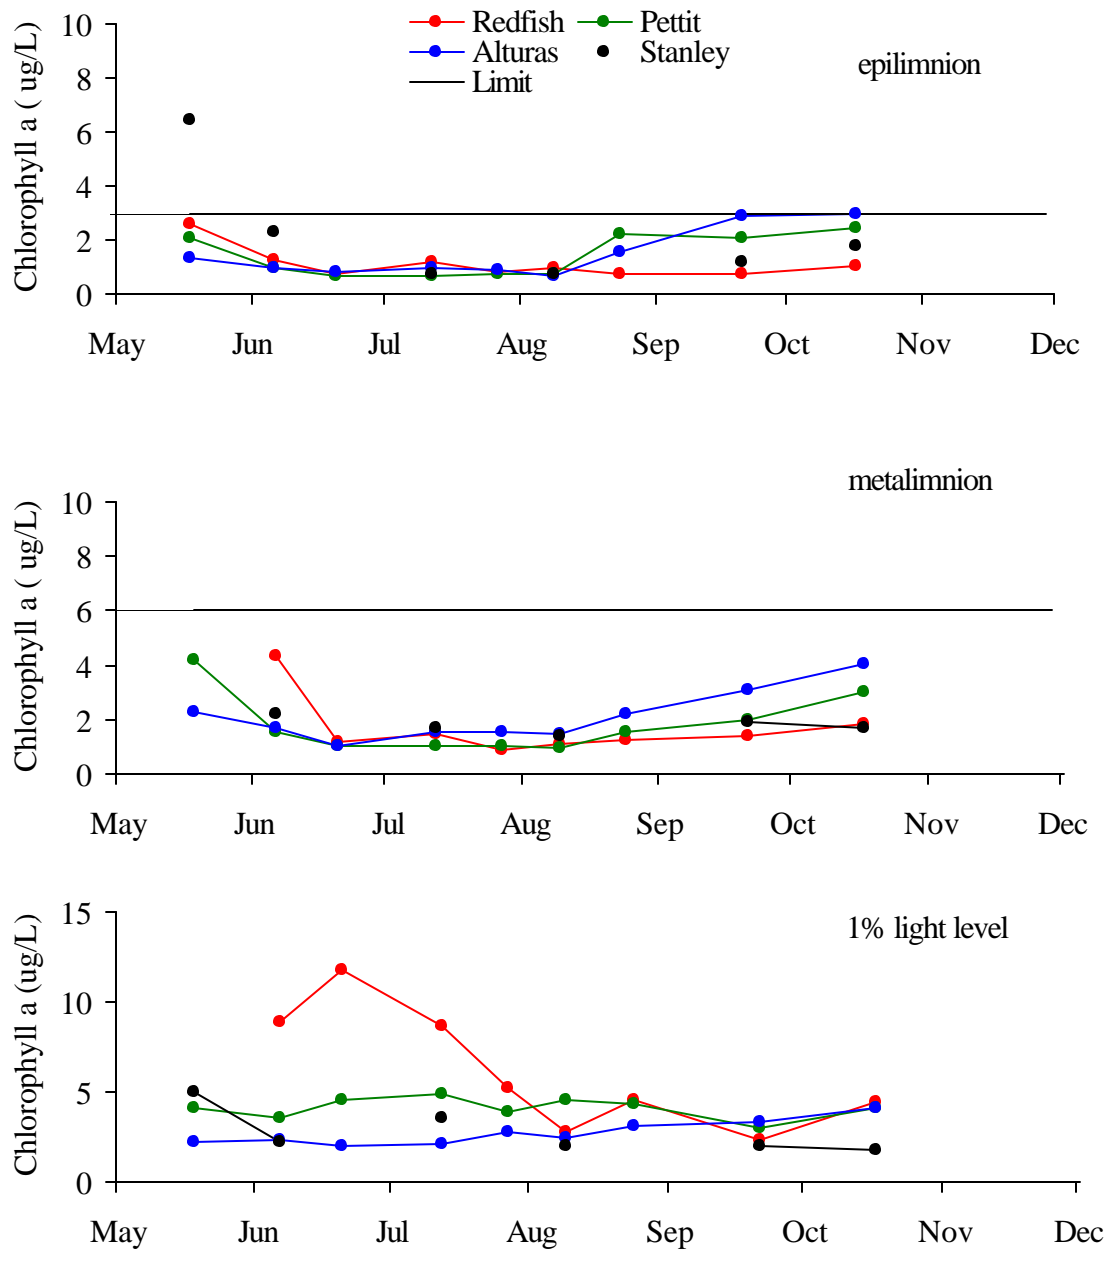 Redfish Pettit
Alturas Stanley
Limit
epilimnion
Chlorophyll a ( ug/L)
10
8
6
4
2
0
May Jun Jul Aug Sep Oct Nov Dec
metalimnion
Chlorophyll a ( ug/L)
10
8
6
4
2
0
May Jun Jul Aug Sep Oct Nov Dec
1% light level
Chlorophyll a (ug/L)
15
10
5
0
May Jun Jul Aug Sep Oct Nov Dec